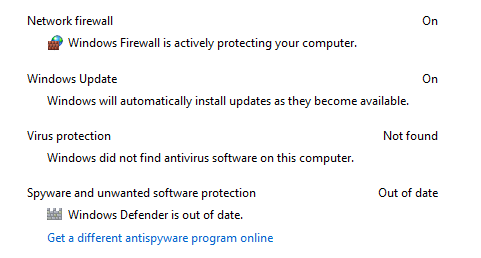 Network firewall On
Windows Firewall is actively protecting your computer.
Windows Update On
Windows will automatically install updates as they become available.
Virus protection Not found
Windows did not find antivirus software on this computer.
Spyware and unwanted software protection Out of date
Windows Defender is out of date.
Get a different antispyware program online